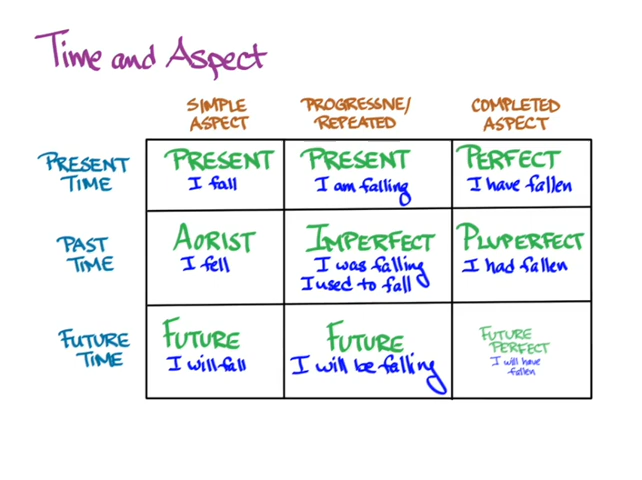 Time and Aspect
SIMPLE
ASPECT
PROGRESSIVE/
REPEATED
COMPLETED
ASPECT
PRESENT
TIME
PRESENT
I fall
PRESENT
I am falling
PERFECT
I have fallen
PAST
TIME
AORIST
I fell
IMPERFECT
I was falling
I used to fall
PLUPERFECT
I had fallen
FUTURE
TIME
FUTURE
I will fall
FUTURE
I will be falling
FUTURE
PERFECT
I will have
fallen